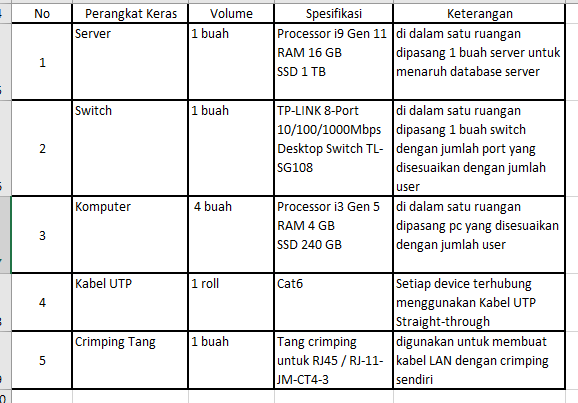 No Perangkat Keras Volume Spesifikasi Keterangan
1 Server 1 buah Processor i9 Gen 11 di dalam satu ruangan
RAM 16 GB dipasang 1 buah server untuk
SSD 1 TB menaruh database server
2 Switch 1 buah TP-LINK 8-Port di dalam satu ruangan
10/100/1000Mbps dipasang 1 buah switch
Desktop Switch TL- dengan jumlah port yang
SG108 disesuaikan dengan jumlah
user
3 Komputer 4 buah Processor i3 Gen 5 di dalam satu ruangan
RAM 4 GB dipasang pc yang disesuaikan
SSD 240 GB dengan jumlah user
4 Kabel UTP 1 roll Cat6 Setiap device terhubung
menggunakan Kabel UTP
Straight-through
5 Crimping Tang 1 buah Tang crimping digunakan untuk membuat
untuk RJ45 / RJ-11- kabel LAN dengan crimping
JM-CT4-3 sendiri